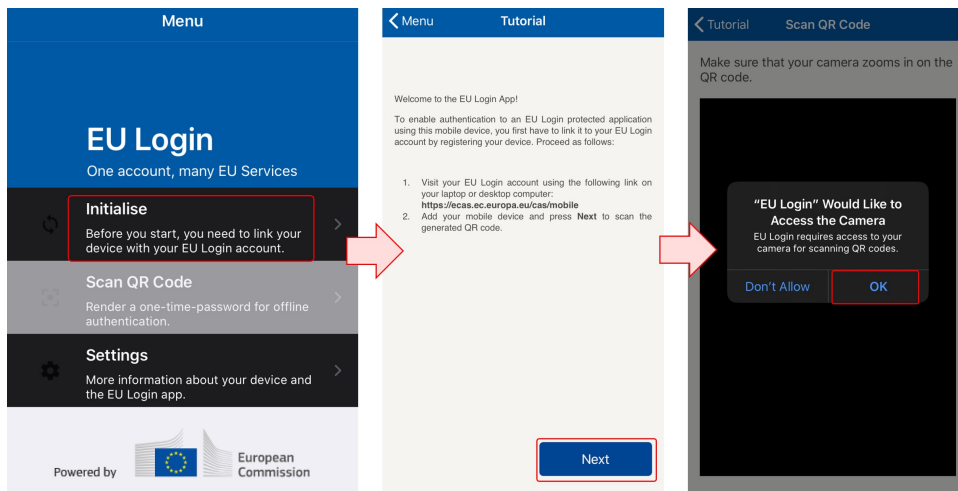 Menu
EU Login
One account, many EU Services
Initialise
Before you start, you need to link your
device with your EU Login account.
Scan QR Code
Render a one-time-password for offline
authentication.
Settings
More information about your device and
the EU Login app.
Powered by
European
Commission
Menu
Tutorial
Welcome to the EU Login App!
To enable authentication to an EU Login protected application
using this mobile device, you first have to link it to your EU Login
account by registering your device. Proceed as follows:
1. Visit your EU Login account using the following link on
your laptop or desktop computer:
https://ecas.ec.europa.eu/cas/mobile
2. Add your mobile device and press Next to scan the
generated QR code.
Next
Tutorial
Scan QR Code
Make sure that your camera zooms in on the
QR code.
"EU Login" Would Like to
Access the Camera
EU Login requires access to your
camera for scanning QR codes.
Don't Allow
OK